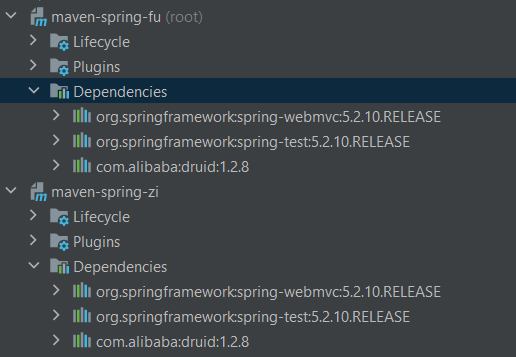 maven-spring-fu (root)
Lifecycle
Plugins
Dependencies
org.springframework:spring-webmvc:5.2.10.RELEASE
org.springframework:spring-test:5.2.10.RELEASE
com.alibaba:druid:1.2.8
maven-spring-zi
Lifecycle
Plugins
Dependencies
org.springframework:spring-webmvc:5.2.10.RELEASE
org.springframework:spring-test:5.2.10.RELEASE
com.alibaba:druid:1.2.8